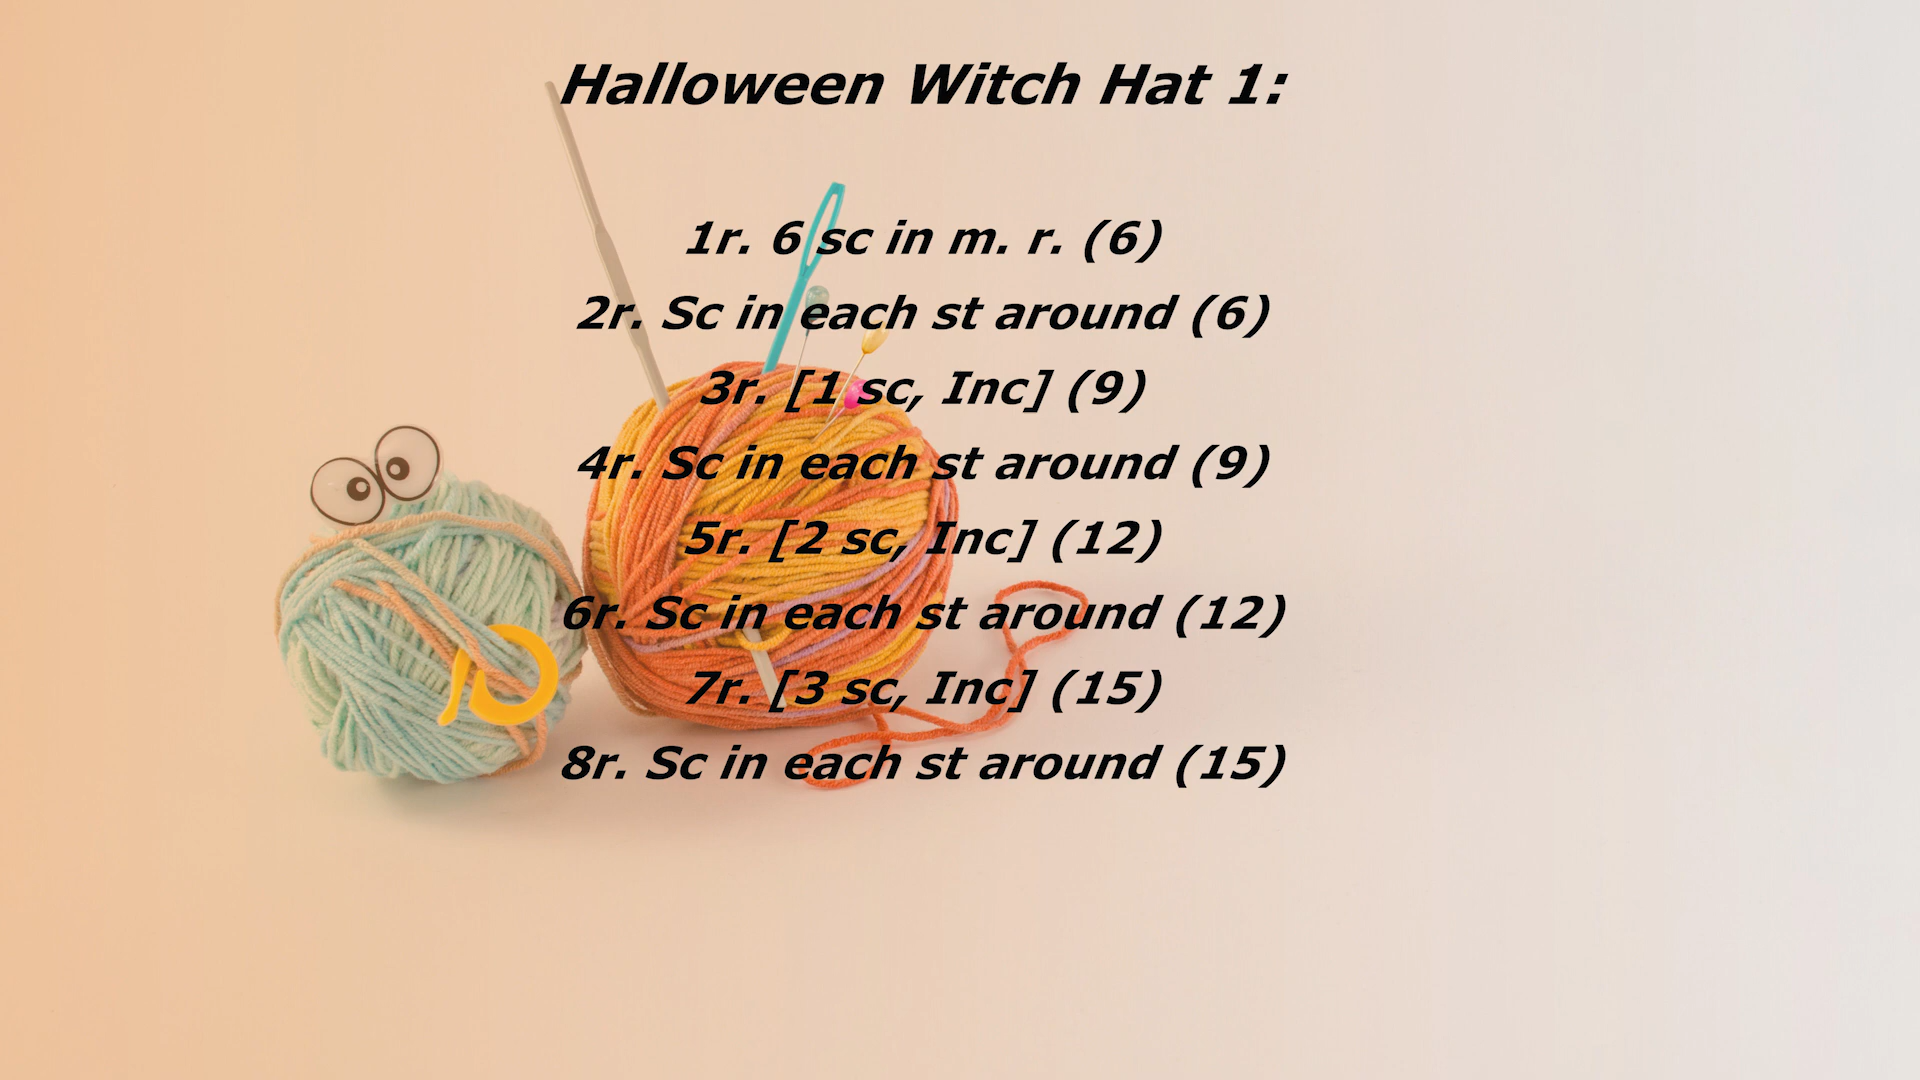 Halloween Witch Hat 1:
1r. 6 sc in m. r. (6)
2r. Sc in each st around (6)
3r. [1 sc, Inc] (9)
4r. Sc in each st around (9)
5r. [2 sc, Inc] (12)
6r. Sc in each st around (12)
7r. [3 sc, Inc] (15)
8r. Sc in each st around (15)